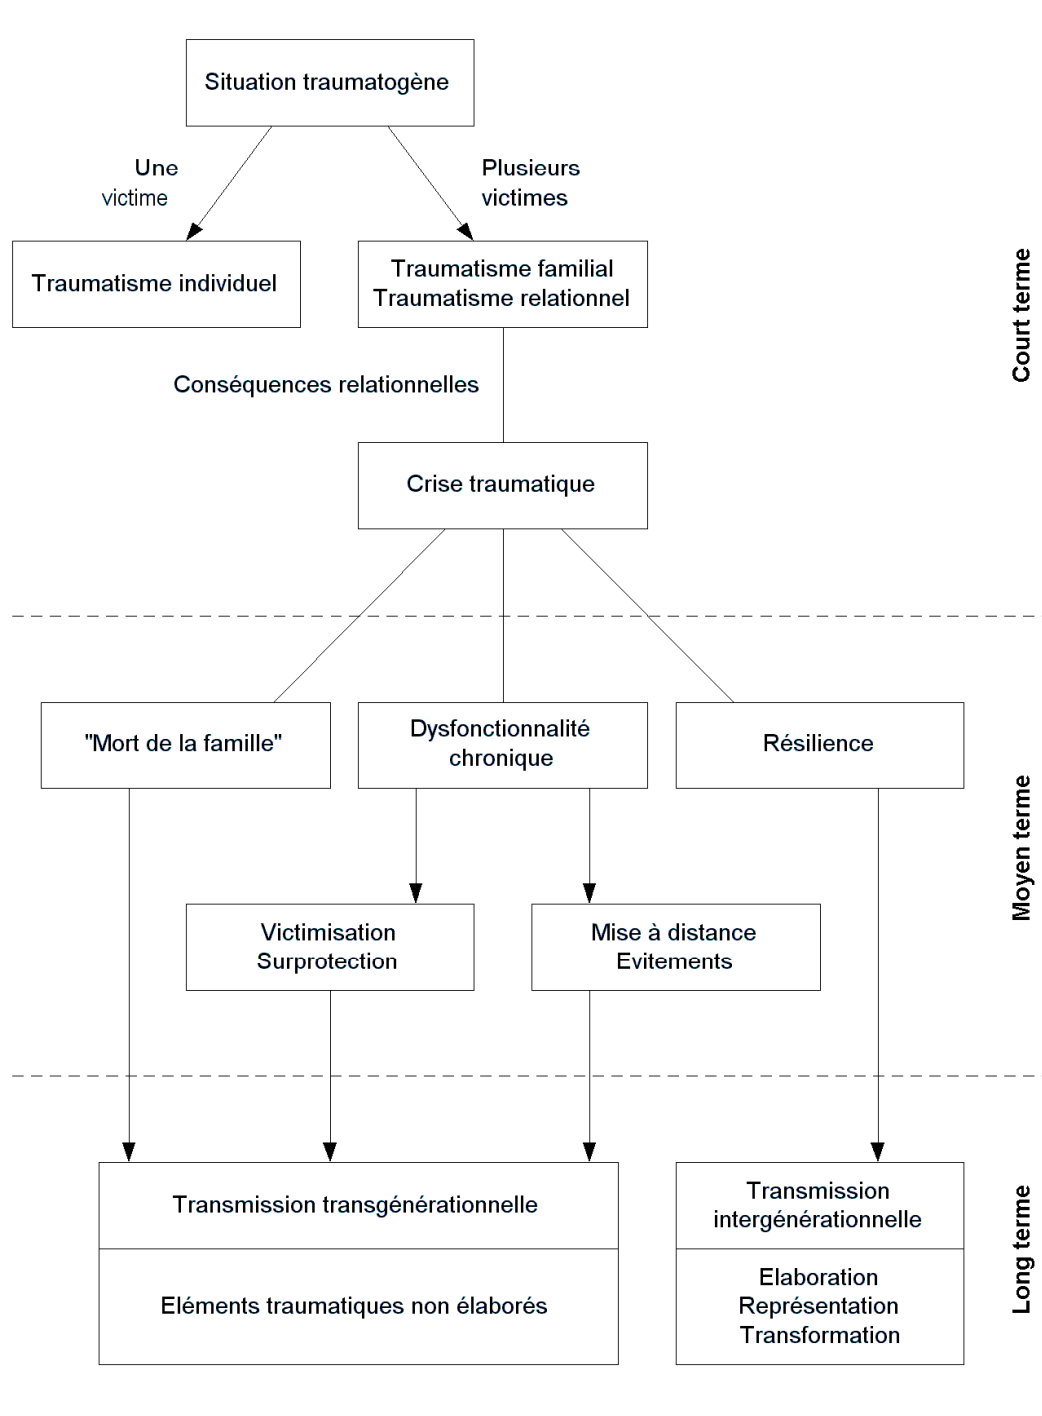 Situation traumatogène
Une
victime
Plusieurs
victimes
Traumatisme individuel
Traumatisme familial
Traumatisme relationnel
Court terme
Conséquences relationnelles
Crise traumatique
"Mort de la famille"
Dysfonctionnalité
chronique
Résilience
Moyen terme
Victimisation
Surprotection
Mise à distance
Evitements
Transmission transgénérationnelle
Eléments traumatiques non élaborés
Transmission
intergénérationnelle
Elaboration
Représentation
Transformation
Long terme